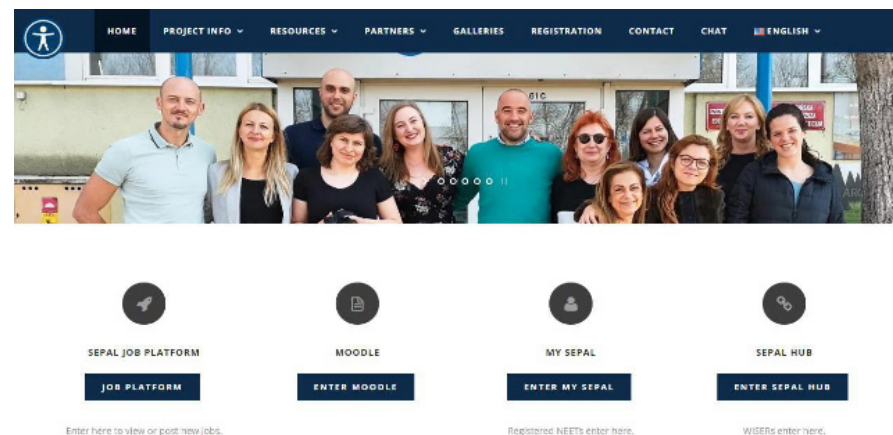 HOME PROJECT INFO RESOURCES PARTNERS GALLERIES REGISTRATION CONTACT CHAT ENGLISH
SEPAL JOB PLATFORM MOODLE MY SEPAL SEPAL HUB
JOB PLATFORM ENTER MOODLE ENTER MY SEPAL ENTER SEPAL HUB
Enter here to view or post new jobs. Registered NEETs enter here. WISERs enter here.